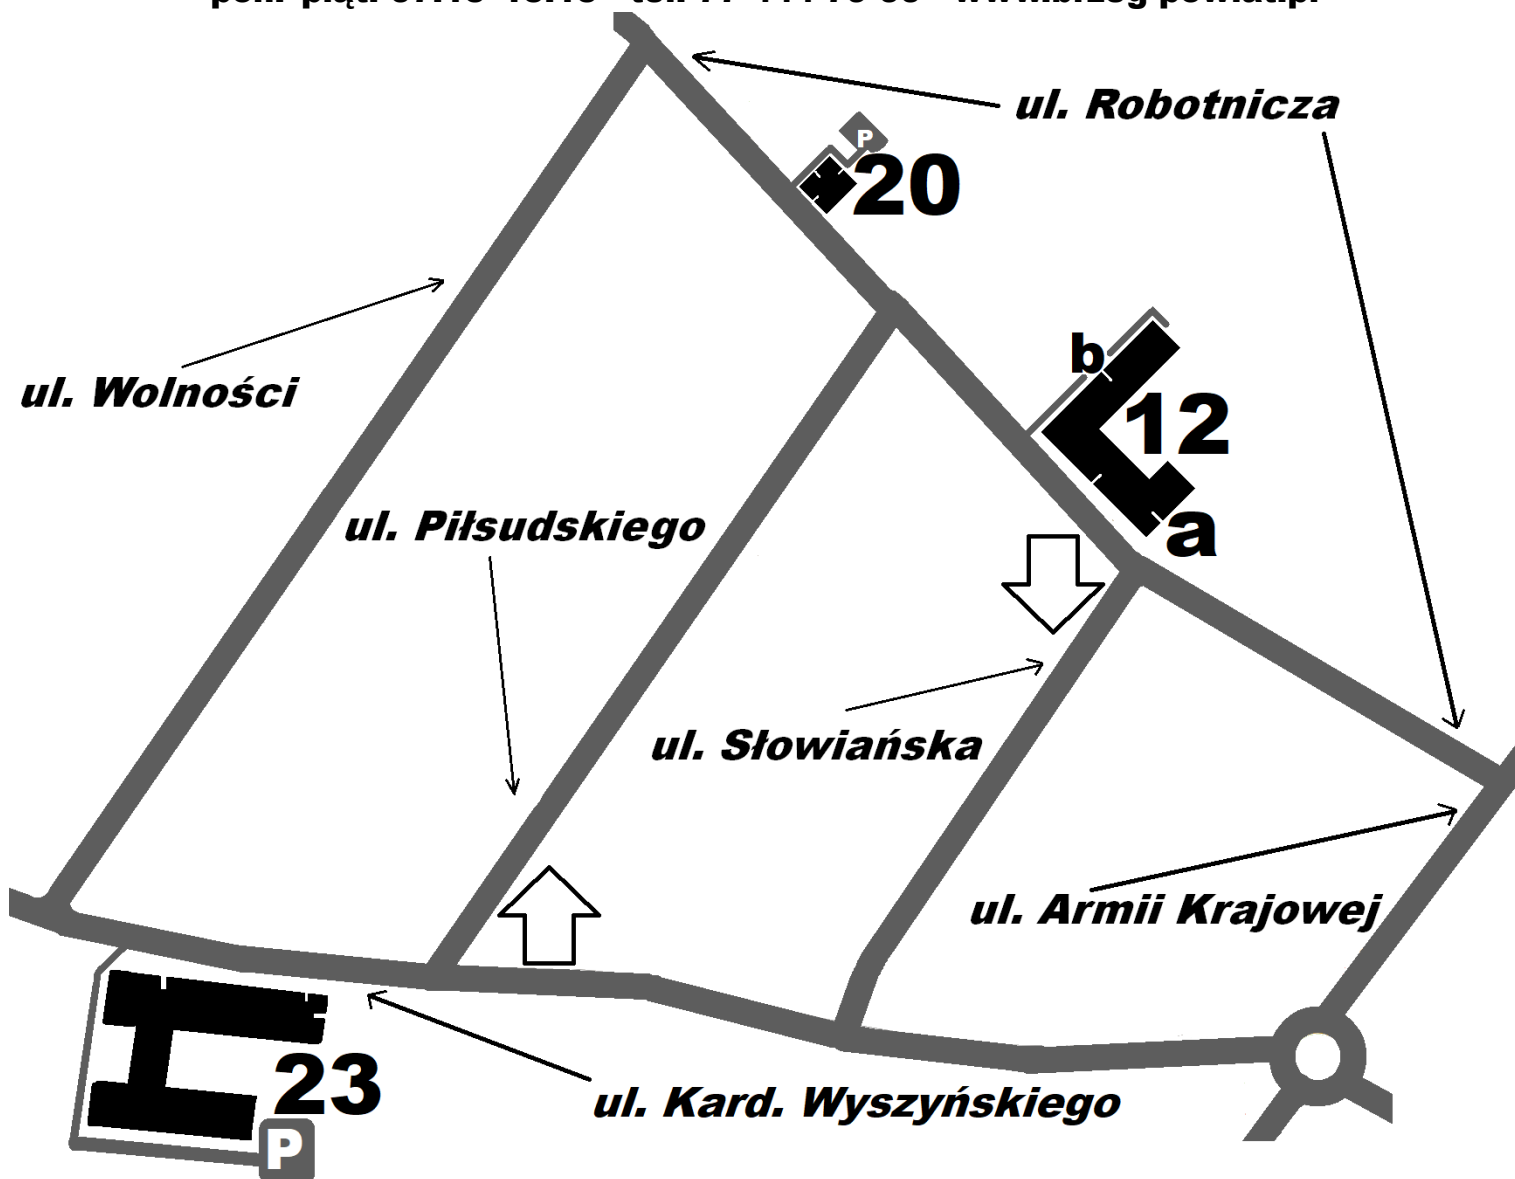 ul. Robotnicza
P
20
b
12
ul. Wolności
a
ul. Piłsudskiego
ul. Słowiańska
ul. Armii Krajowej
23
ul. Kard. Wyszyńskiego
P